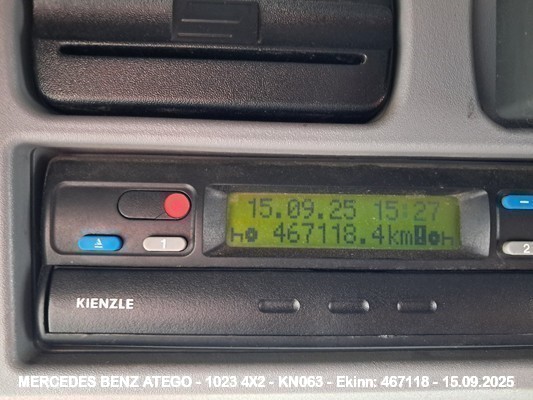 15.09.25 15:27
467118.4km
1
2
KIENZLE
MERCEDES BENZ ATEGO - 1023 4X2 - KN063 - Ekinn: 467118 - 15.09.2025